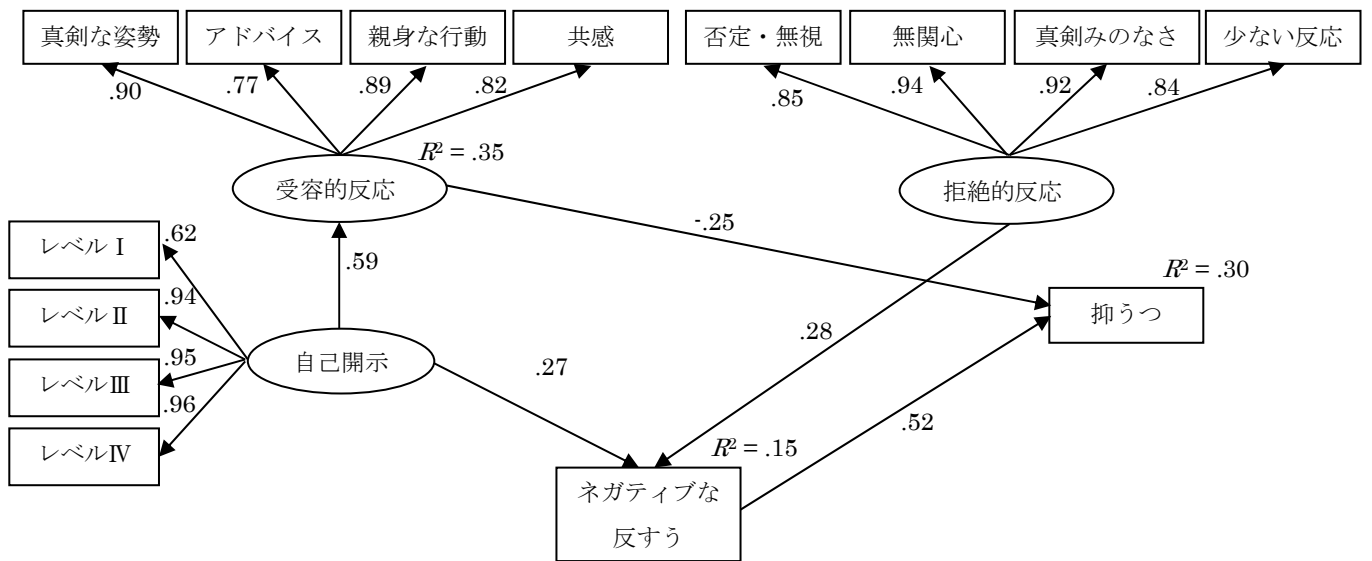 真剣な姿勢
アドバイス
親身な行動
共感
否定・無視
無関心
真剣みのなさ
少ない反応
.90
.77
.89
.82
.85
.94
.92
.84
R² = .35
受容的反応
拒絶的反応
-.25
レベルⅠ
.62
.59
R² = .30
レベルⅡ
.94
抑うつ
.28
レベルⅢ
.95
自己開示
.27
.96
.52
レベルⅣ
R² = .15
ネガティブな
反すう